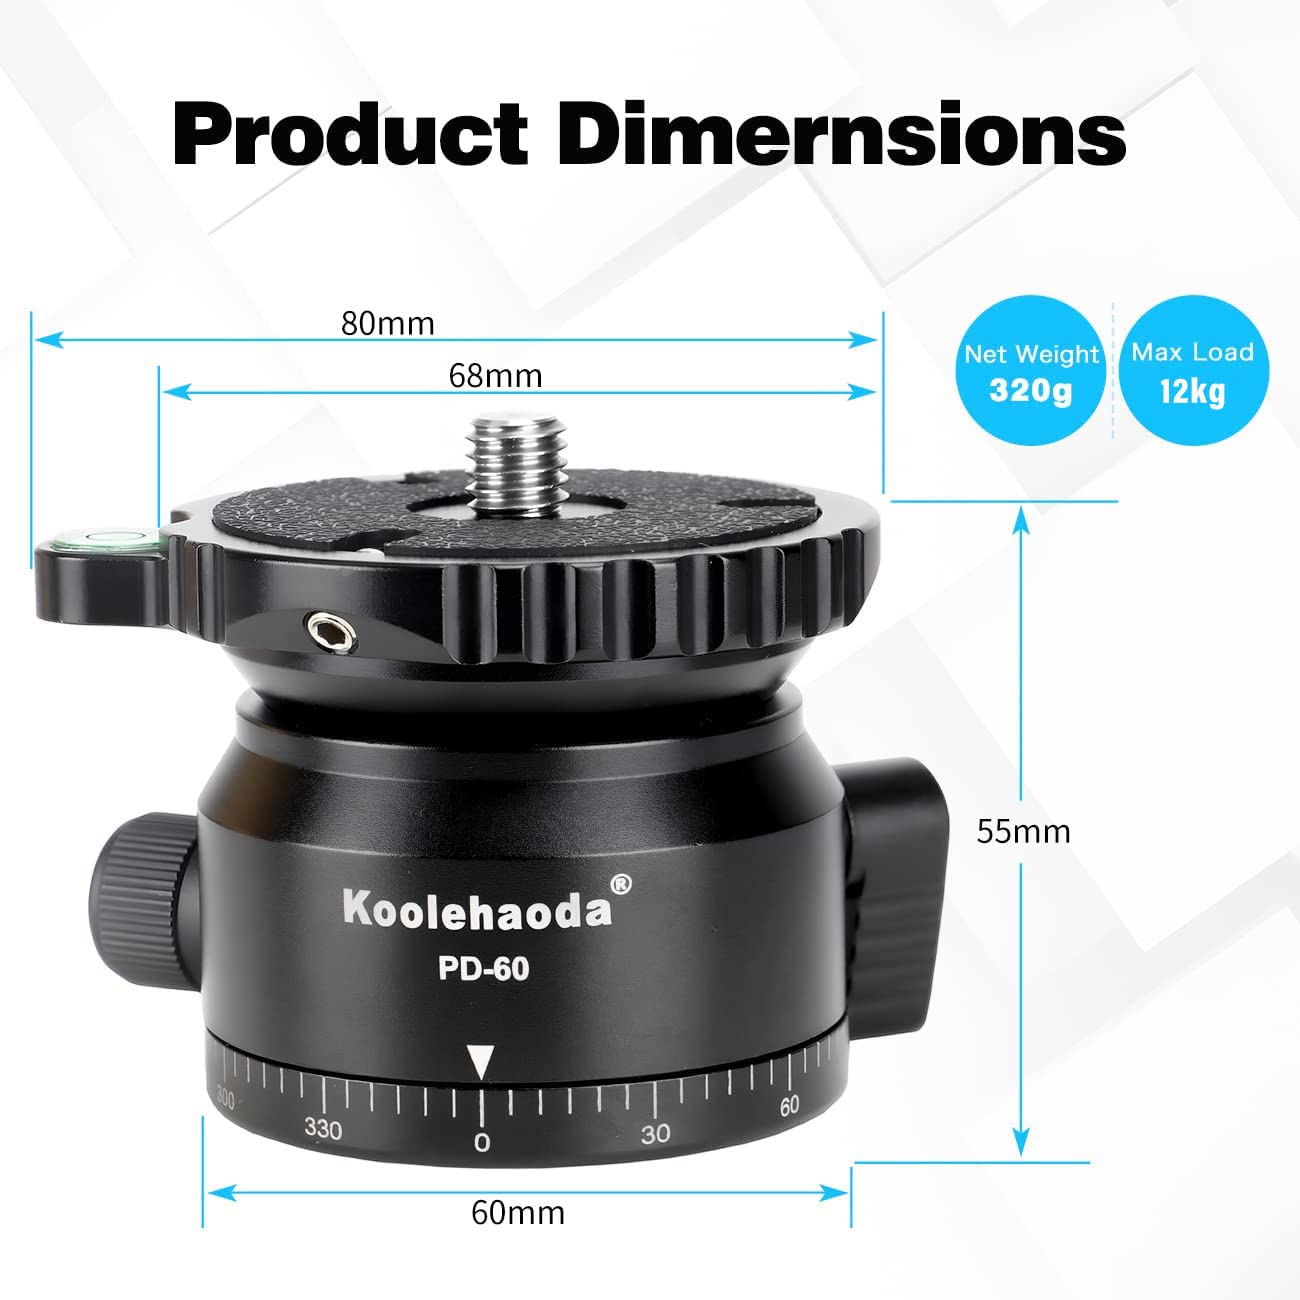 Product Dimernsions
80mm
68mm
Net Weight
320g
Max Load
12kg
55mm
Koolehaoda®
PD-60
300
330
0
30
60
60mm